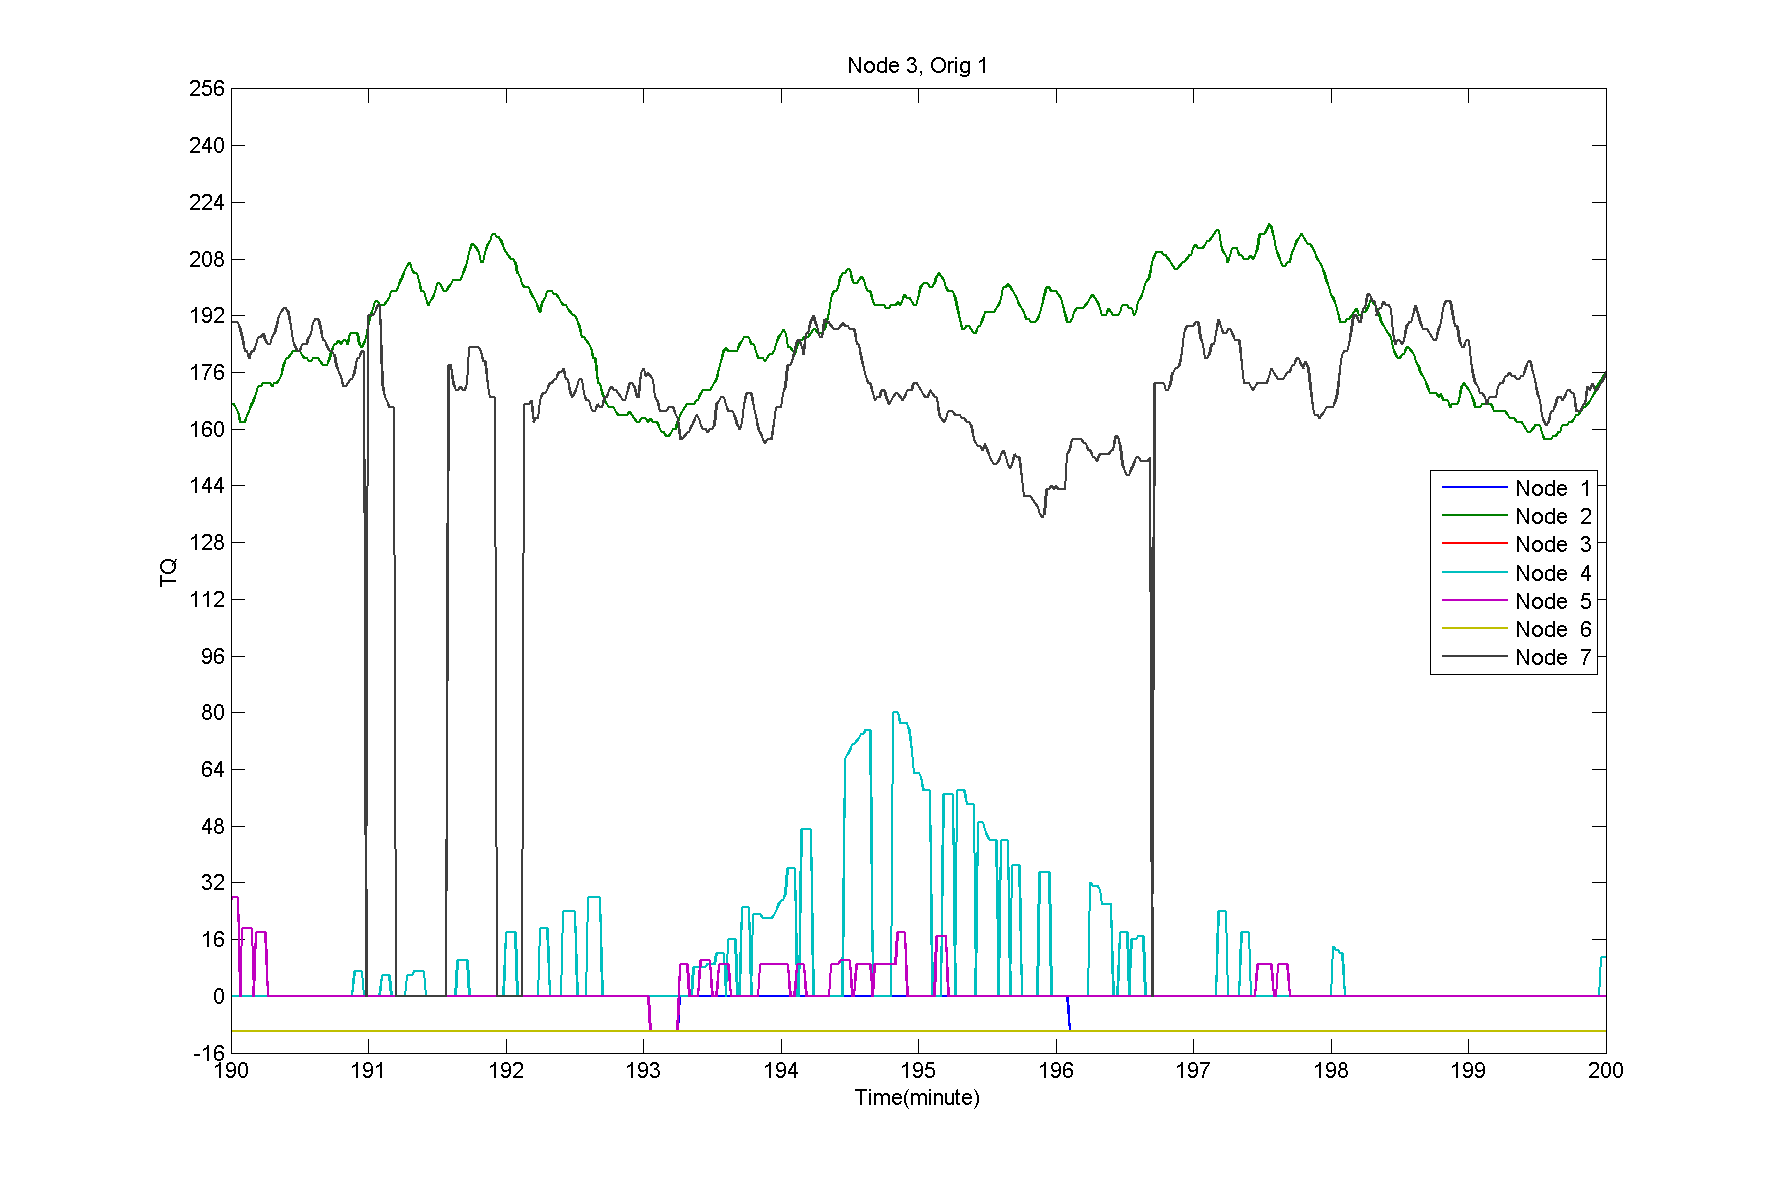 Node 3, Orig 1
256
240
224
208
192
176
160
144
128
112
96
80
64
48
32
16
0
-16
TQ
Node 1
Node 2
Node 3
Node 4
Node 5
Node 6
Node 7
190 191 192 193 194 195 196 197 198 199 200
Time(minute)